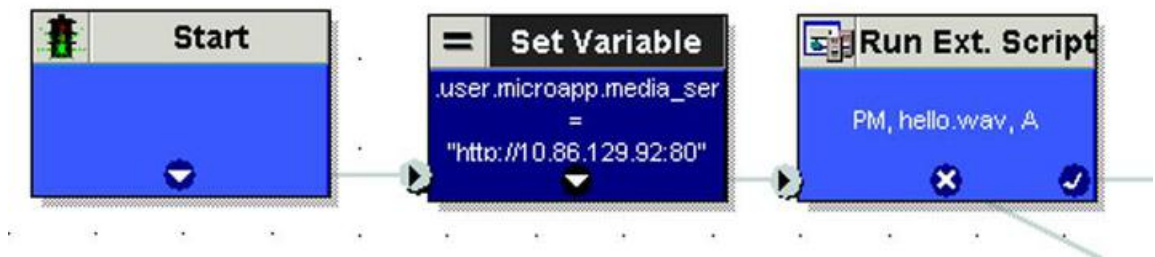 Start
Set Variable
.user.microapp.media_ser
=
"http://10.86.129.92:80"
Run Ext. Script
PM, hello.wav, A